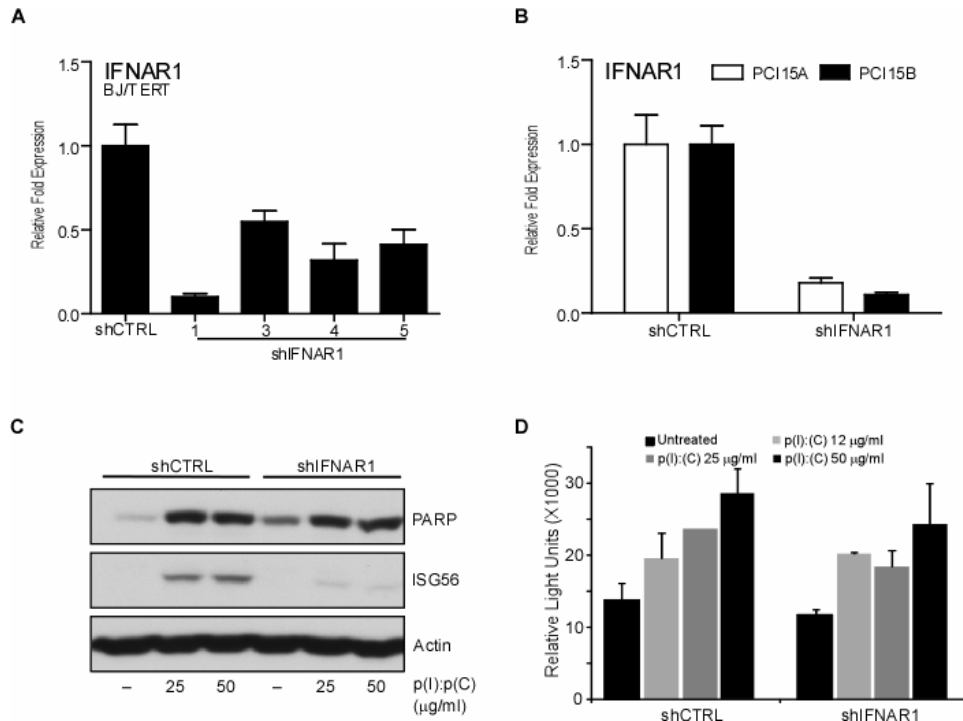 A
IFNAR1
BJ/TERT
Relative Fold Expression
1.5
1.0
0.5
0.0
shCTRL
1
3
4
5
shIFNAR1
B
IFNAR1
PCI15A
PCI15B
Relative Fold Expression
1.5
1.0
0.5
0.0
shCTRL
shIFNAR1
C
shCTRL
shIFNAR1
PARP
ISG56
Actin
– 25 50 – 25 50 p(I):p(C)
(µg/ml)
D
Untreated
p(I):(C) 12 µg/ml
p(I):(C) 25 µg/ml
p(I):(C) 50 µg/ml
Relative Light Units (X1000)
30
20
10
0
shCTRL
shIFNAR1